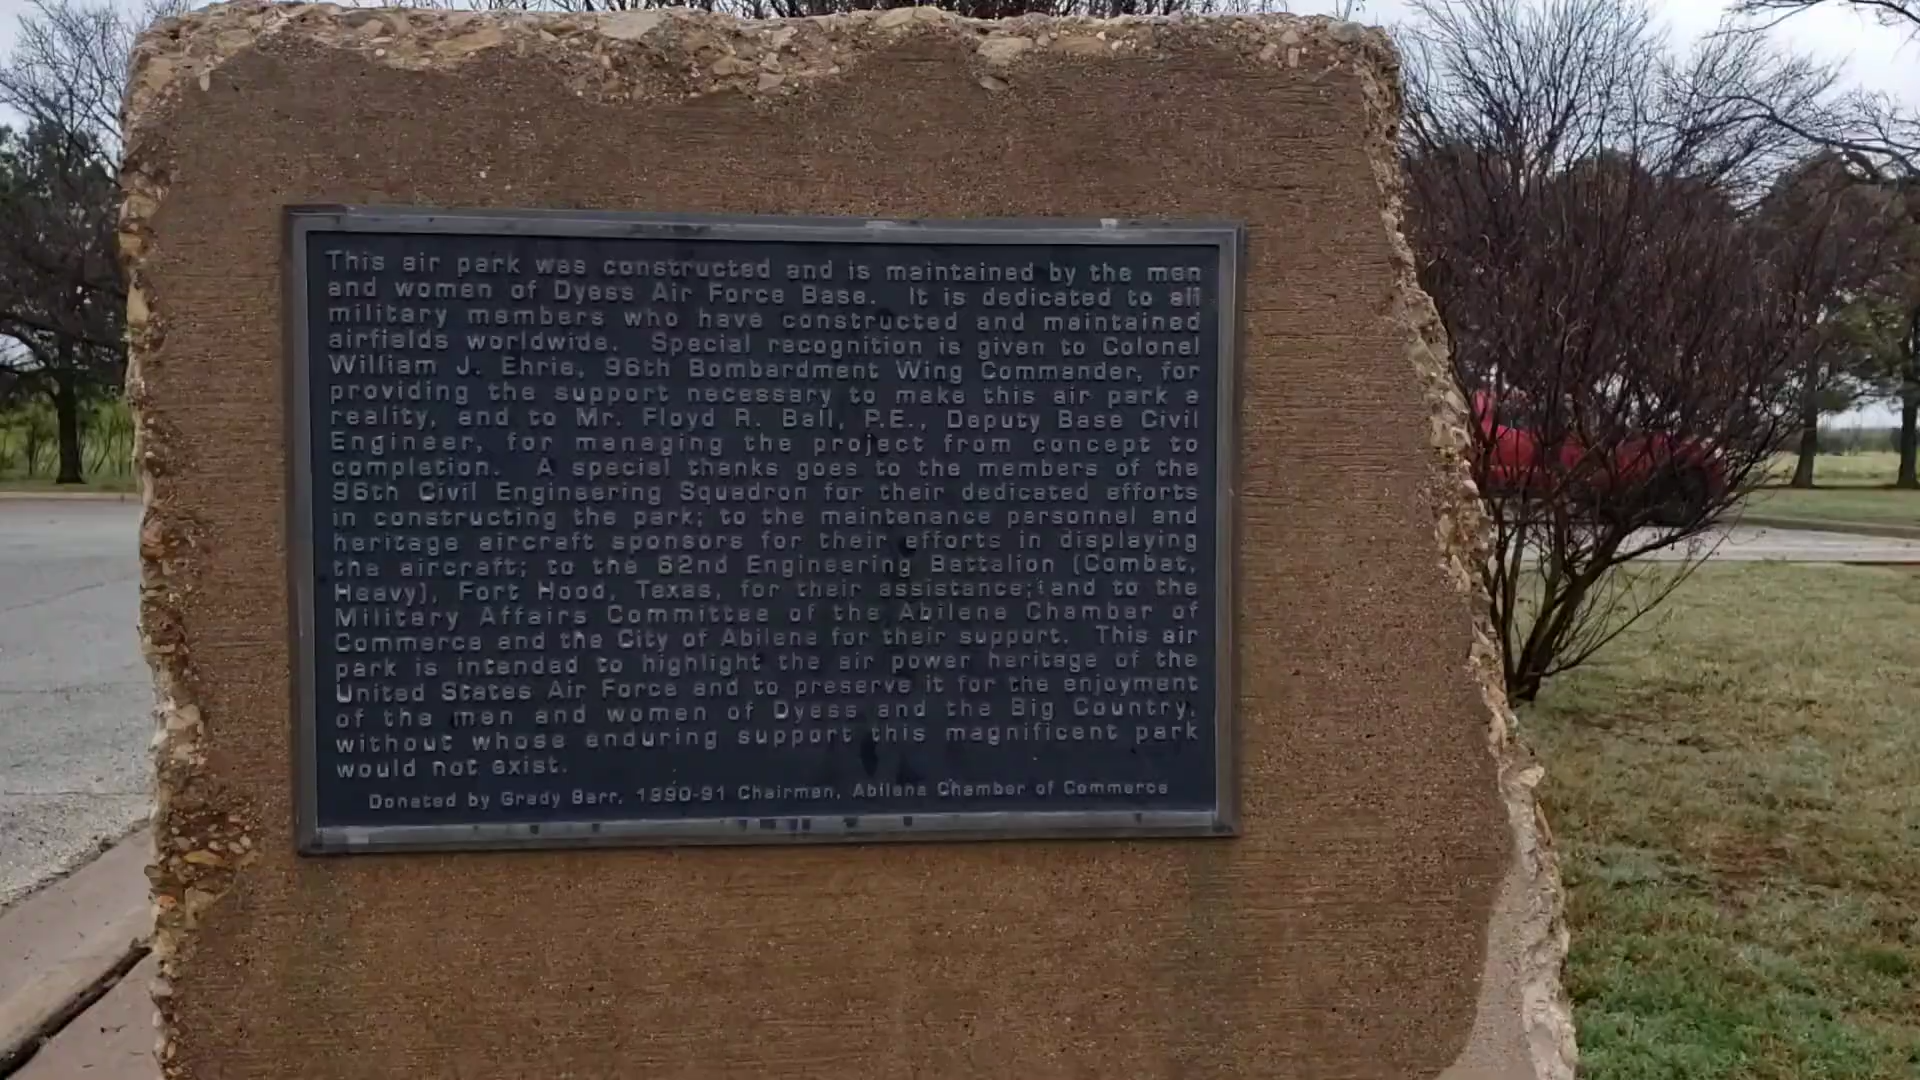 This air park was constructed and is maintained by the men
and women of Dyess Air Force Base. It is dedicated to all
military members who have constructed and maintained
airfields worldwide. Special recognition is given to Colonel
William J. Ehrie, 96th Bombardment Wing Commander, for
providing the support necessary to make this air park a
reality, and to Mr. Floyd R. Ball, P.E., Deputy Base Civil
Engineer, for managing the project from concept to
completion. A special thanks goes to the members of the
96th Civil Engineering Squadron for their dedicated efforts
in constructing the park; to the maintenance personnel and
heritage aircraft sponsors for their efforts in displaying
the aircraft; to the 62nd Engineering Battalion (Combat,
Heavy), Fort Hood, Texas, for their assistance; and to the
Military Affairs Committee of the Abilene Chamber of
Commerce and the City of Abilene for their support. This air
park is intended to highlight the air power heritage of the
United States Air Force and to preserve it for the enjoyment
of the men and women of Dyess and the Big Country,
without whose enduring support this magnificent park
would not exist.
Donated by Grady Barr, 1990-91 Chairman, Abilene Chamber of Commerce